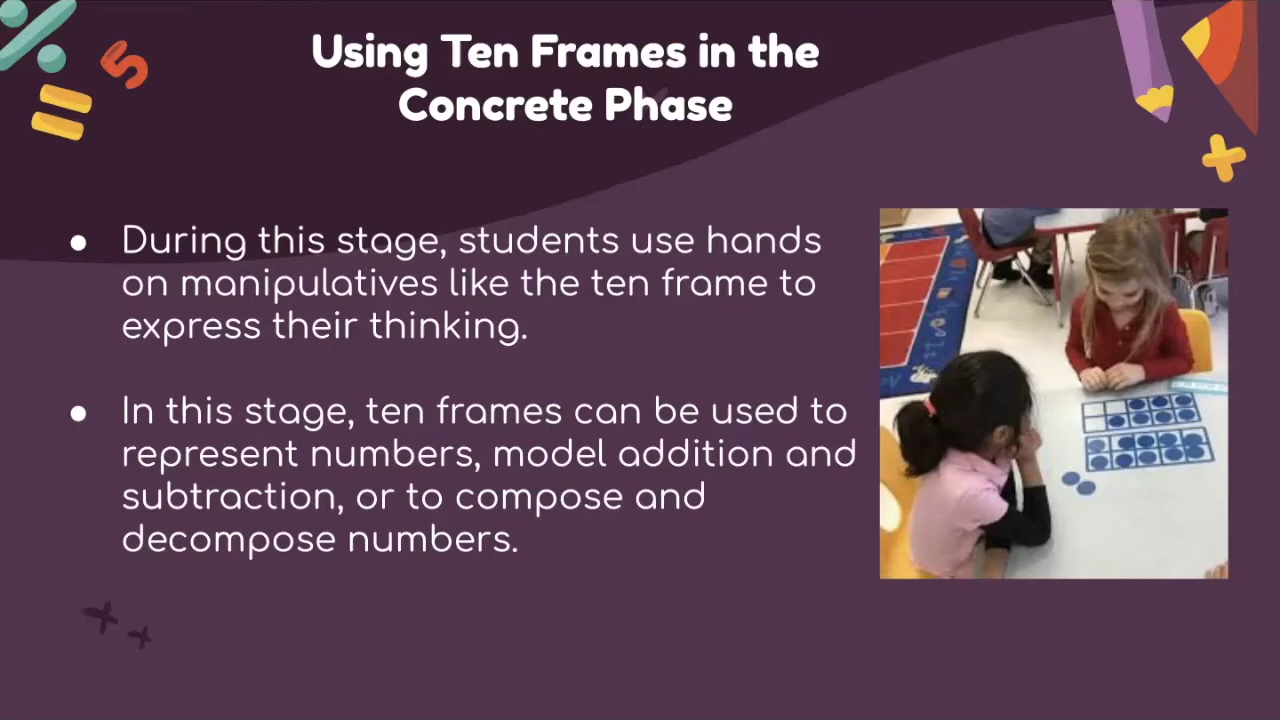 Using Ten Frames in the
Concrete Phase
5
● During this stage, students use hands
on manipulatives like the ten frame to
express their thinking.
● In this stage, ten frames can be used to
represent numbers, model addition and
subtraction, or to compose and
decompose numbers.